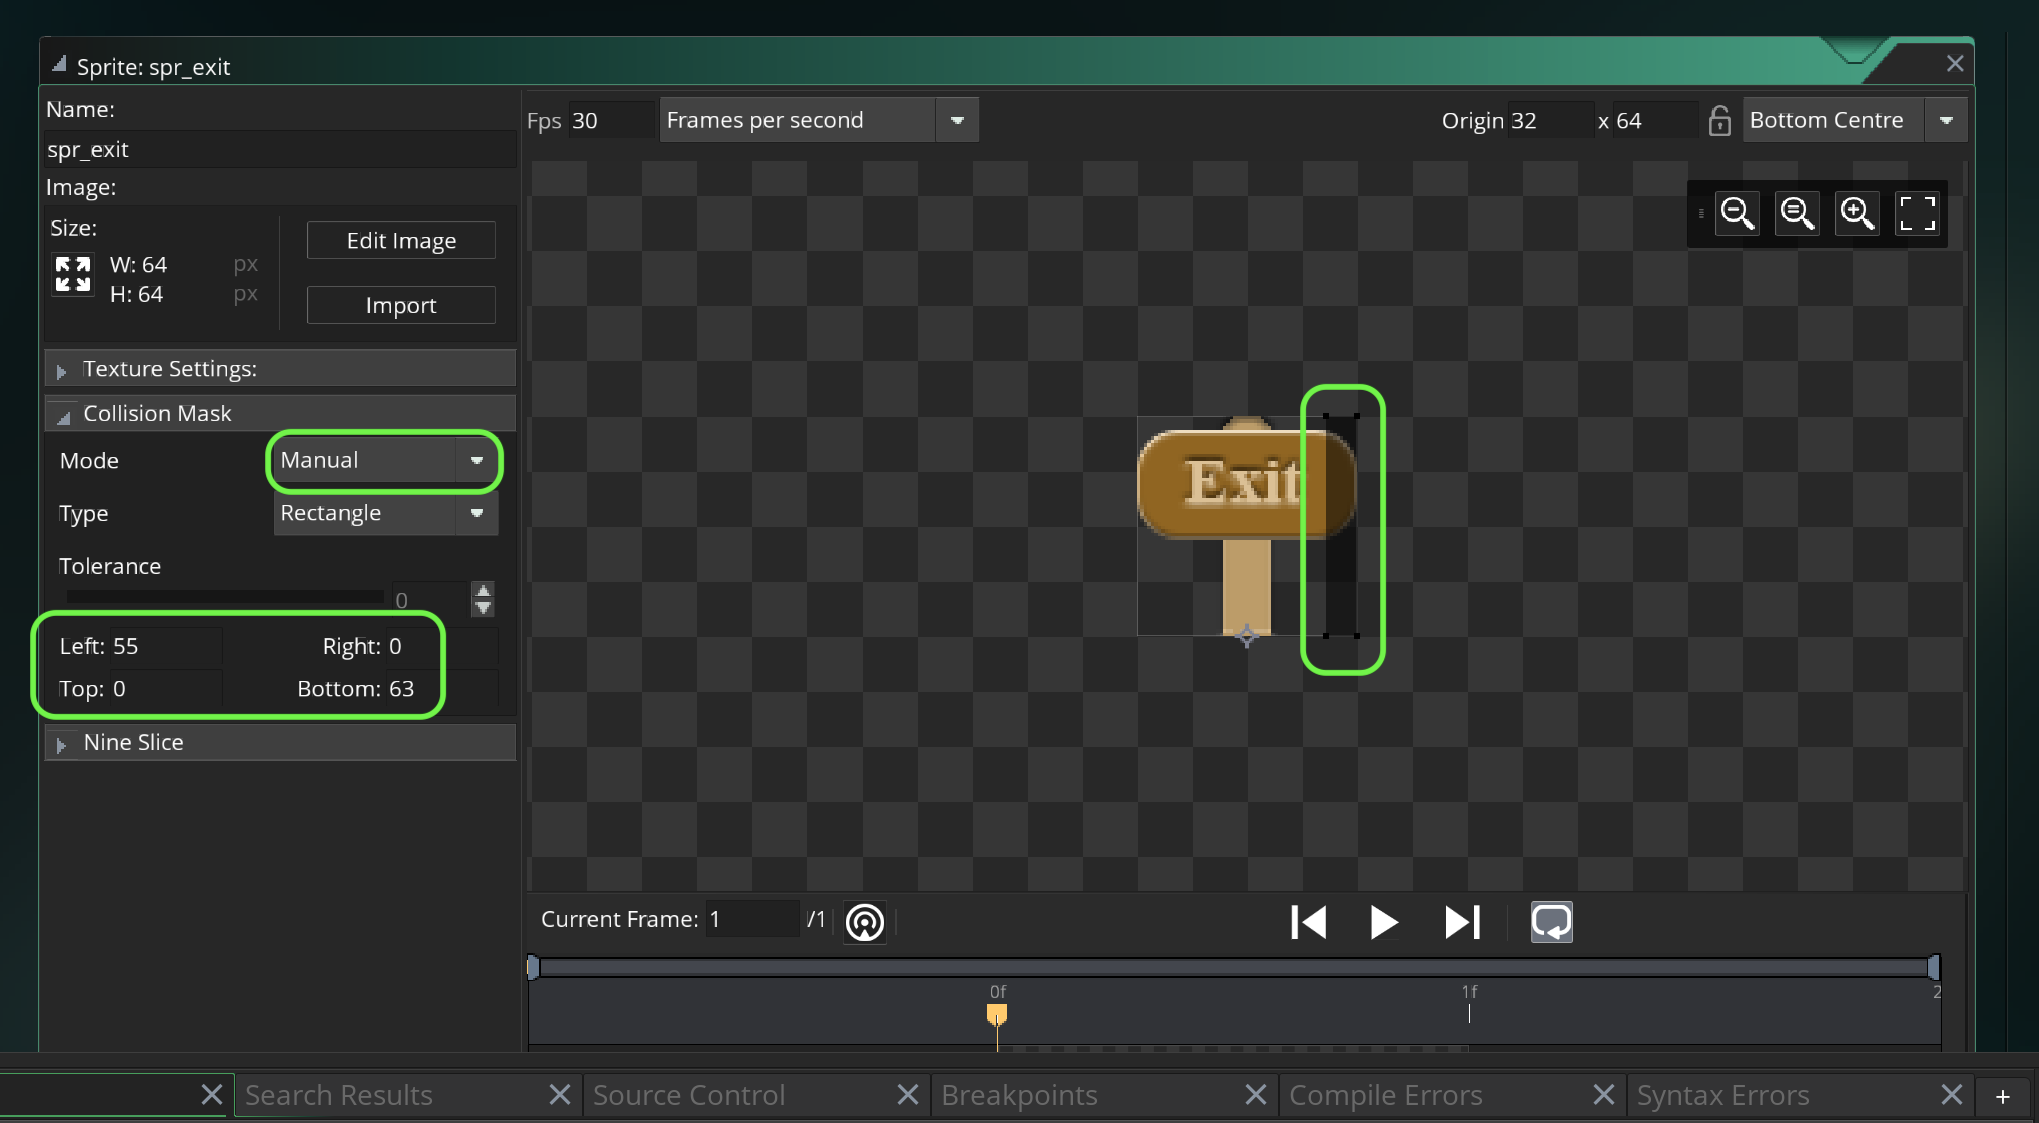 Sprite: spr_exit
Name:
spr_exit
Image:
Size:
W: 64 px
H: 64 px
Edit Image
Import
Texture Settings:
Collision Mask
Mode Manual
Type Rectangle
Tolerance
0
Left: 55 Right: 0
Top: 0 Bottom: 63
Nine Slice
Fps 30 Frames per second
Origin 32 x 64 Bottom Centre
Exit
Current Frame: 1 /1
0f 1f 2
Search Results
Source Control
Breakpoints
Compile Errors
Syntax Errors
+